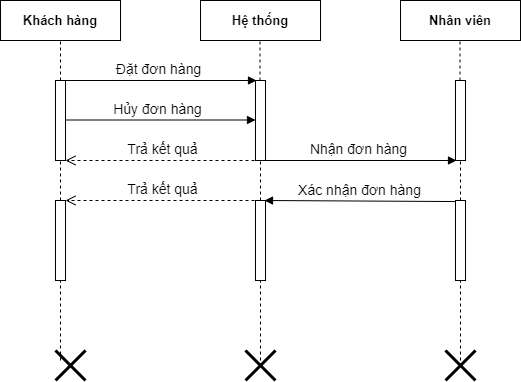 Khách hàng
Hệ thống
Nhân viên
Đặt đơn hàng
Hủy đơn hàng
Trả kết quả
Nhận đơn hàng
Trả kết quả
Xác nhận đơn hàng